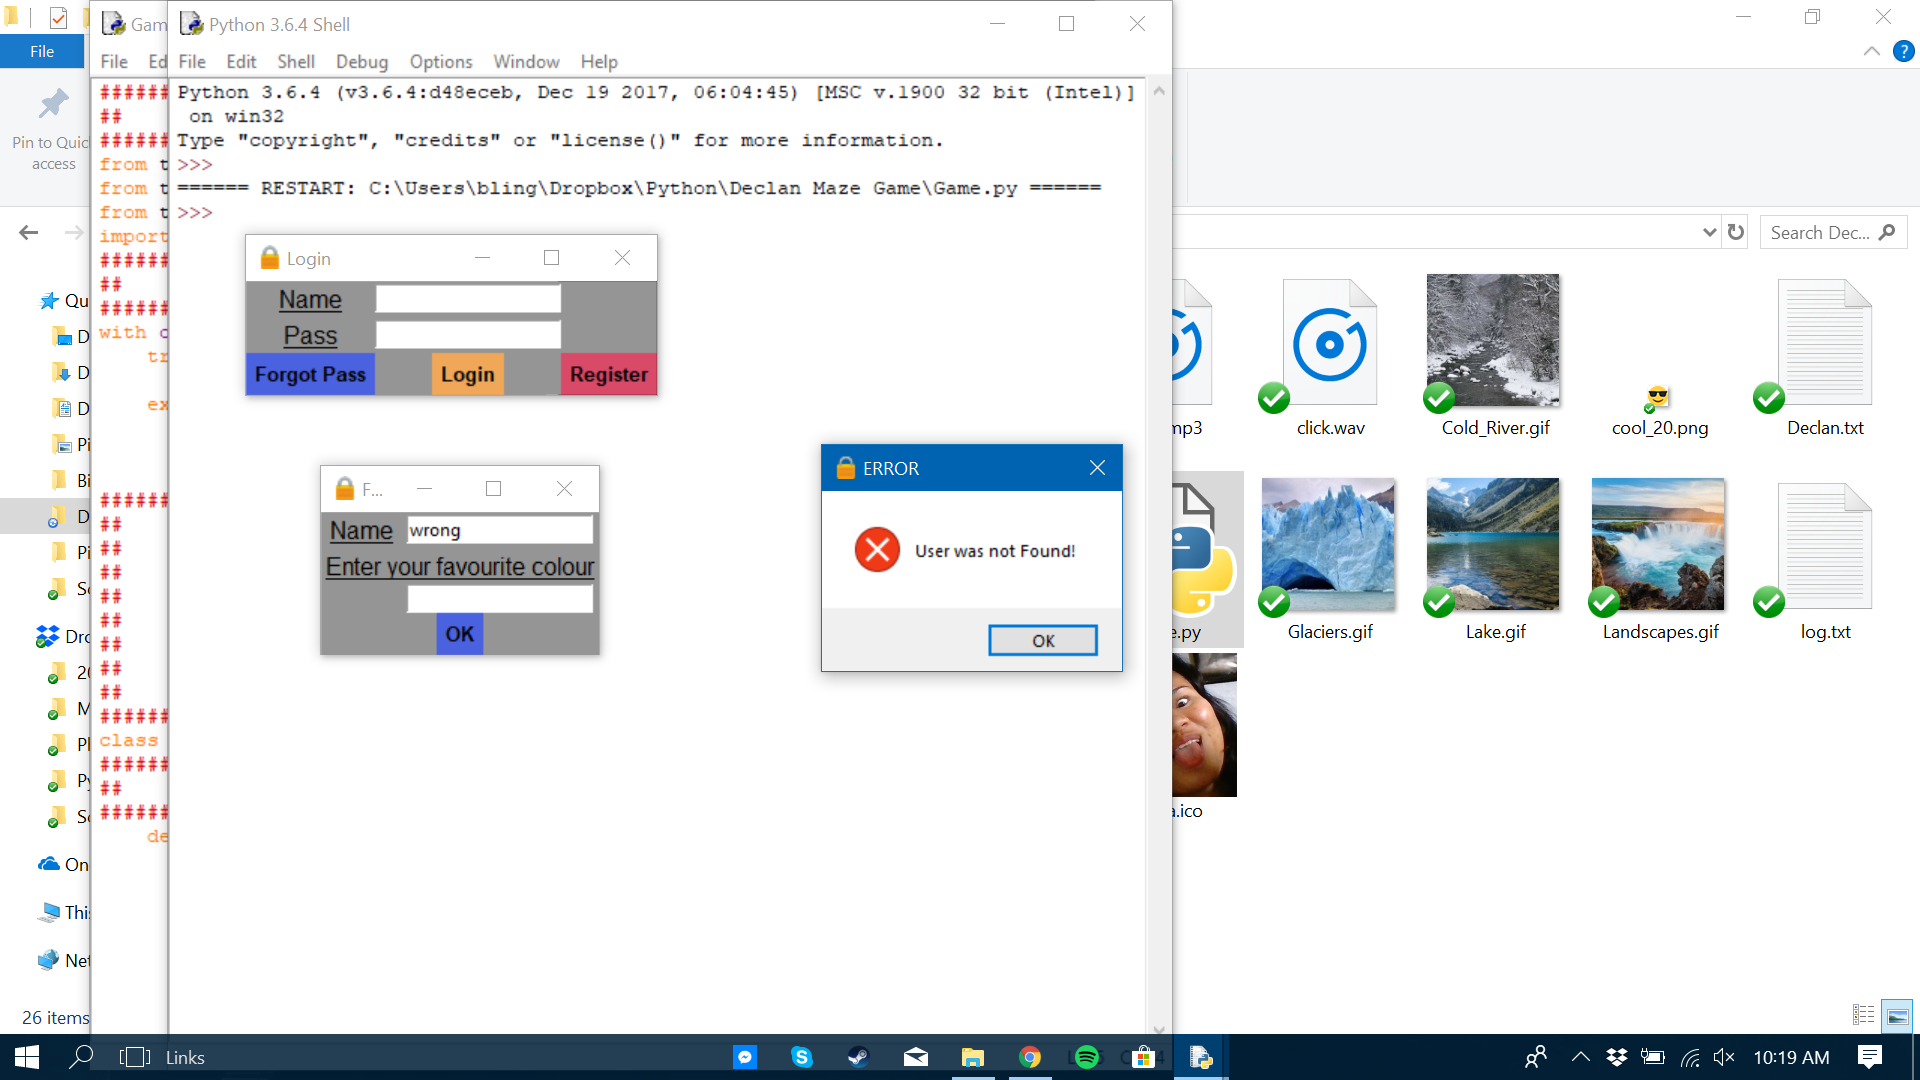 File
Pin to Quic
access
Qu
D
D
D
Pi
Bi
D
Pi
Sc
Drc
20
M
Pl
Py
Sc
On
This
Net
26 items
Gam
File Ed
######
##
######
from t
from t
from t
import
######
##
######
with c
tr
ex
######
##
##
##
##
##
##
##
##
######
class
######
##
######
de
Python 3.6.4 Shell
File Edit Shell Debug Options Window Help
Python 3.6.4 (v3.6.4:d48eceb, Dec 19 2017, 06:04:45) [MSC v.1900 32 bit (Intel)]
on win32
Type "copyright", "credits" or "license()" for more information.
>>>
====== RESTART: C:\Users\bling\Dropbox\Python\Declan Maze Game\Game.py ======
>>>
Login
Name
Pass
Forgot Pass Login Register
F...
Name wrong
Enter your favourite colour
OK
ERROR
User was not Found!
OK
Search Dec...
mp3 click.wav Cold_River.gif cool_20.png Declan.txt
e.py Glaciers.gif Lake.gif Landscapes.gif log.txt
a.ico
Links
10:19 AM